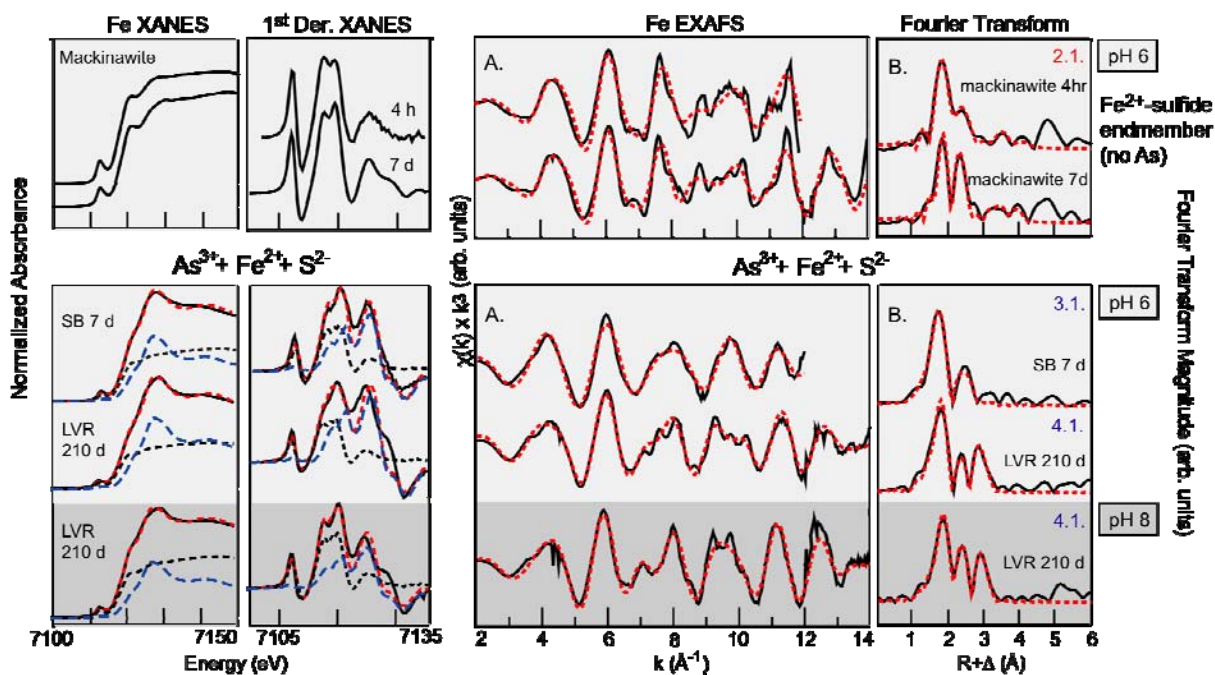 Fe XANES
1st Der. XANES
Fe EXAFS
Fourier Transform
Mackinawite
4 h
7 d
A.
B.
2.1.
mackinawite 4hr
mackinawite 7d
pH 6
Fe2+-sulfide
endmember
(no As)
Normalized Absorbance
As3++ Fe2++ S2-
χ(k) x k3 (arb. units)
As3++ Fe2++ S2-
Fourier Transform Magnitude (arb. units)
SB 7 d
LVR
210 d
LVR
210 d
A.
B.
3.1.
SB 7 d
4.1.
LVR 210 d
4.1.
LVR 210 d
pH 6
pH 8
7100 7150 7105 7135 2 4 6 8 10 12 14 1 2 3 4 5 6
Energy (eV)
k (Å-1)
R+Δ (Å)